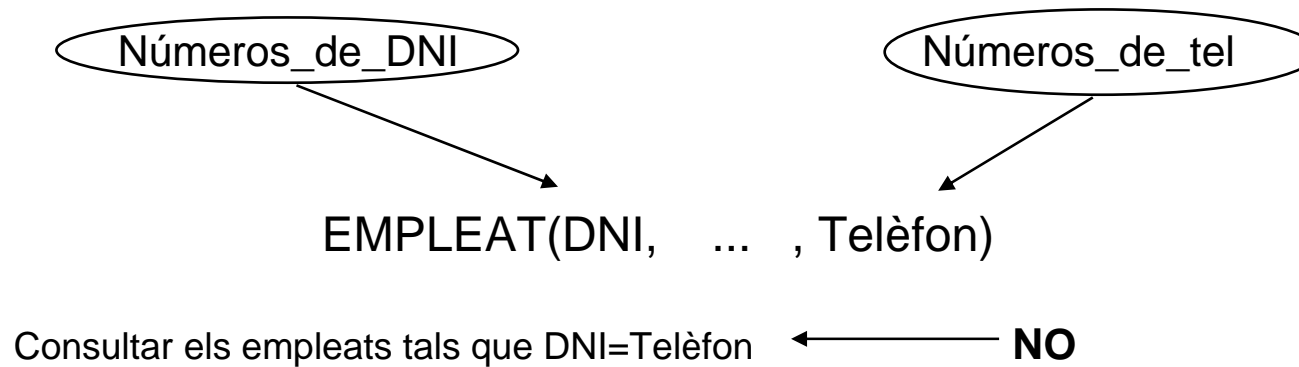 Números_de_DNI
Números_de_tel
EMPLEAT(DNI, ... , Telèfon)
Consultar els empleats tals que DNI=Telèfon
NO